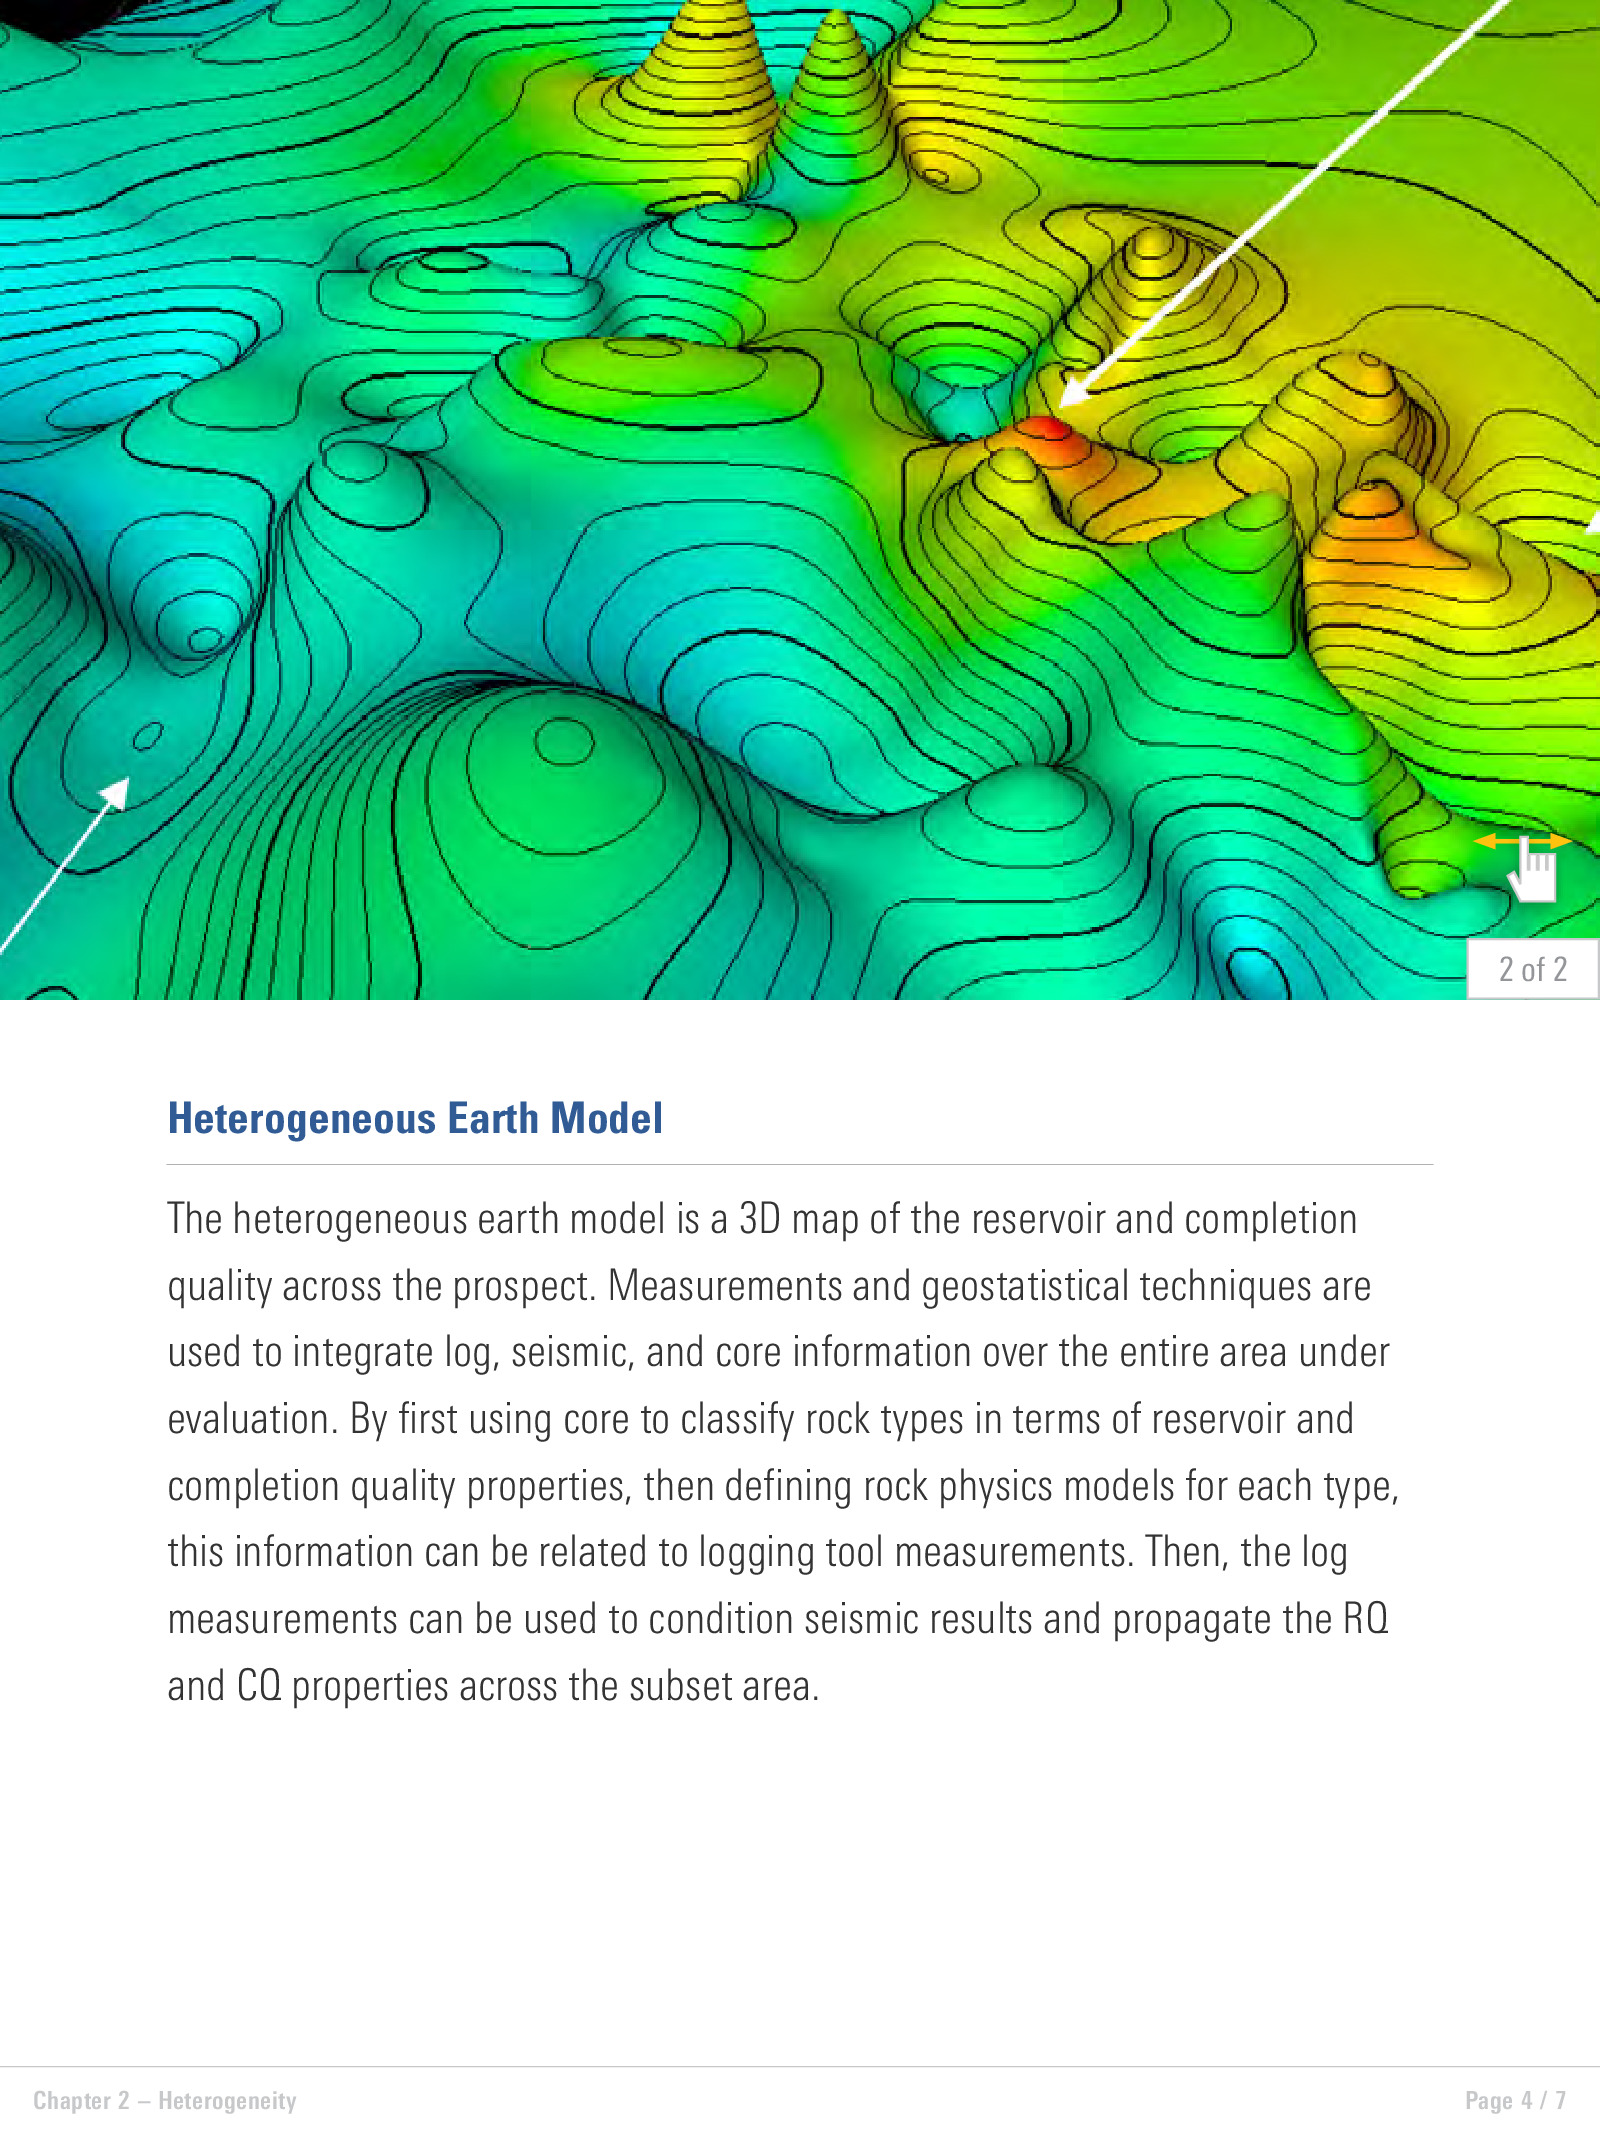 2 of 2
Heterogeneous Earth Model
The heterogeneous earth model is a 3D map of the reservoir and completion
quality across the prospect. Measurements and geostatistical techniques are
used to integrate log, seismic, and core information over the entire area under
evaluation. By first using core to classify rock types in terms of reservoir and
completion quality properties, then defining rock physics models for each type,
this information can be related to logging tool measurements. Then, the log
measurements can be used to condition seismic results and propagate the RQ
and CQ properties across the subset area.
Chapter 2 – Heterogeneity
Page 4 / 7